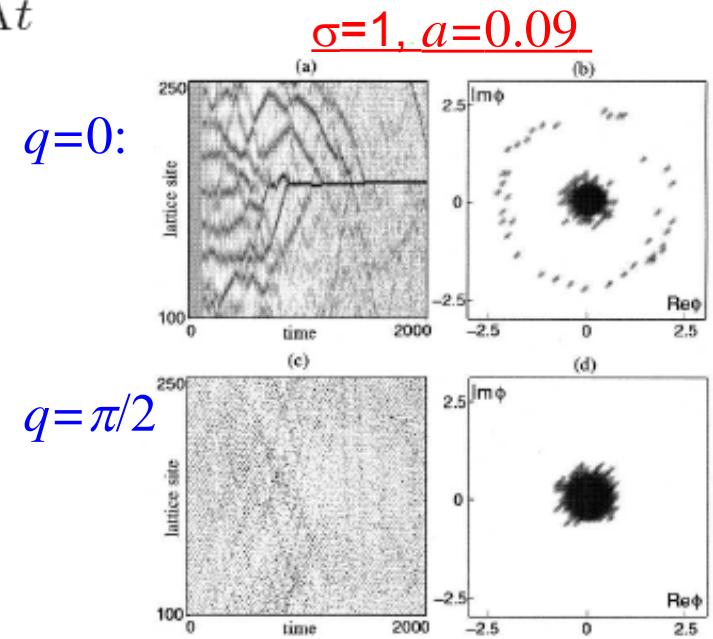 Δt
σ=1, a=0.09
(a)
(b)
q=0:
250
lattice site
100
0
time
2000
Imϕ
2.5
0
−2.5
Reϕ
−2.5
0
2.5
(c)
(d)
q=π/2
250
lattice site
100
0
time
2000
Imϕ
2.5
0
−2.5
Reϕ
−2.5
0
2.5